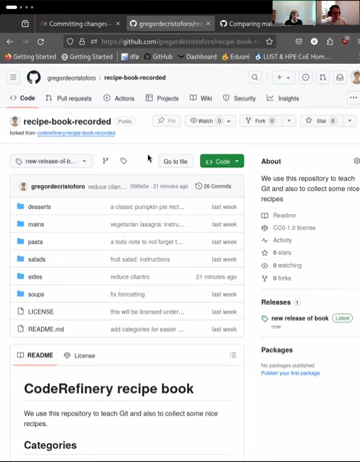 Committing changes
gregordecristoforo/recip
Comparing mai
https://github.com/gregordecristoforo/recipe-book-r
Getting Started
Getting Started
dfø
GitHub
Dashboard
Eduuni
LUST & HPE CoE Hom
gregordecristoforo / recipe-book-recorded
Code
Pull requests
Actions
Projects
Wiki
Security
Insights
recipe-book-recorded
Public
Pin
Watch 0
Fork 0
Star 0
forked from coderefinery/recipe-book-recorded
new-release-of-b...
Go to file
Code
gregordecristoforo reduce cilan... 21 minutes ago
26 Commits
desserts a classic pumpkin pie reci... last week
mains vegetarian lasagna: instru... last week
pasta a todo note to not forget t... last week
salads fruit salad: instructions last week
sides reduce cilantro 21 minutes ago
soups fix formatting last week
LICENSE this will be licensed under... last week
README.md add categories for easier ... last week
README
License
CodeRefinery recipe book
We use this repository to teach Git and also to collect some nice
recipes.
Categories
About
We use this repository to teach
Git and also to collect some nice
recipes
Readme
CC0-1.0 license
Activity
0 stars
0 watching
0 forks
Releases 1
new release of book Latest
now
Packages
No packages published
Publish your first package